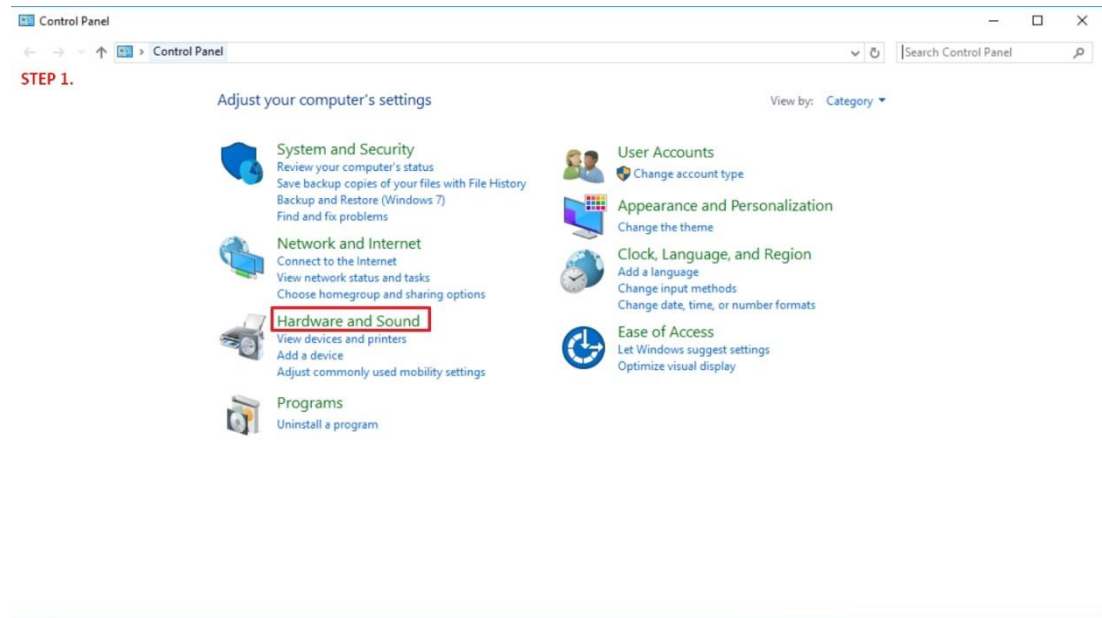 Control Panel
Control Panel
Search Control Panel
STEP 1.
Adjust your computer's settings
View by: Category
System and Security
Review your computer's status
Save backup copies of your files with File History
Backup and Restore (Windows 7)
Find and fix problems
Network and Internet
Connect to the Internet
View network status and tasks
Choose homegroup and sharing options
Hardware and Sound
View devices and printers
Add a device
Adjust commonly used mobility settings
Programs
Uninstall a program
User Accounts
Change account type
Appearance and Personalization
Change the theme
Clock, Language, and Region
Add a language
Change input methods
Change date, time, or number formats
Ease of Access
Let Windows suggest settings
Optimize visual display